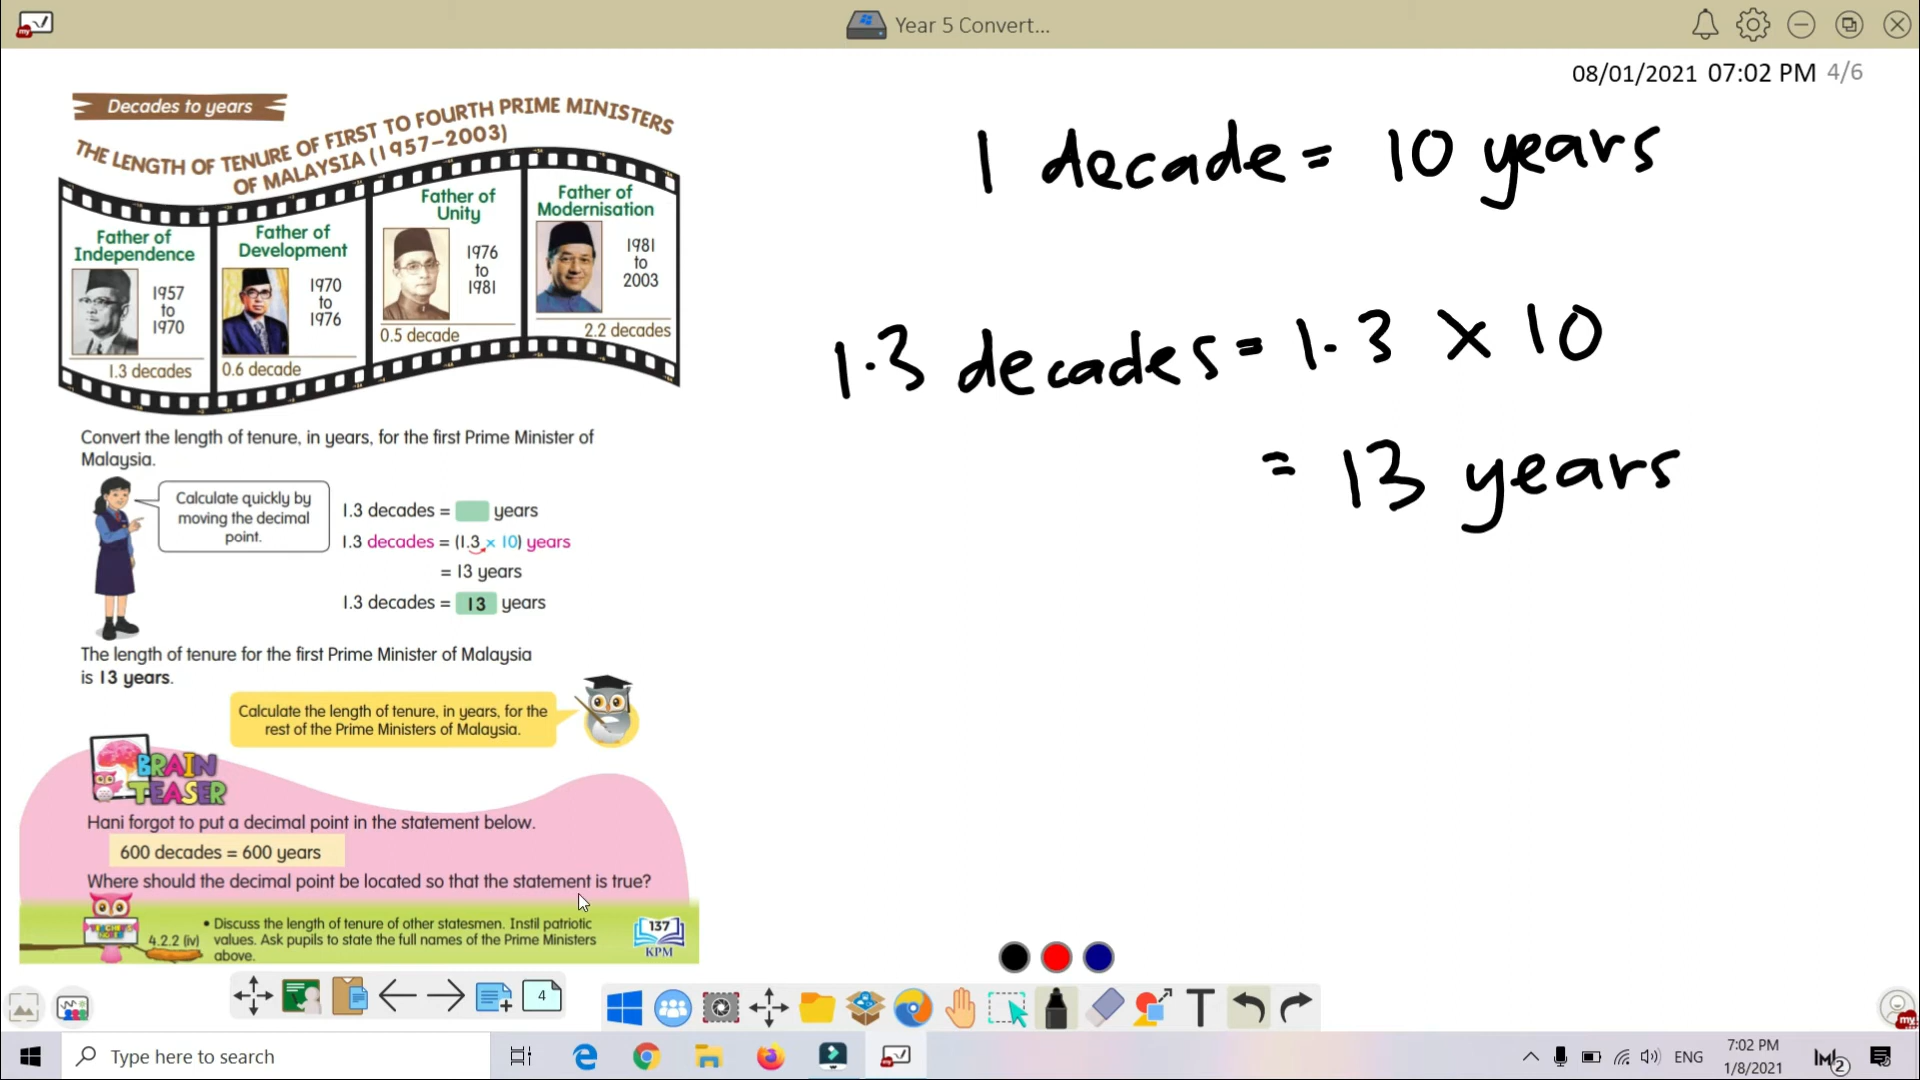 Year 5 Convert...
08/01/2021 07:02 PM 4/6
Decades to years
THE LENGTH OF TENURE OF FIRST TO FOURTH PRIME MINISTERS
OF MALAYSIA (1957–2003)
Father of
Independence
1957
to
1970
1.3 decades
Father of
Development
1970
to
1976
0.6 decade
Father of
Unity
1976
to
1981
0.5 decade
Father of
Modernisation
1981
to
2003
2.2 decades
Convert the length of tenure, in years, for the first Prime Minister of
Malaysia.
Calculate quickly by
moving the decimal
point.
1.3 decades = years
1.3 decades = (1.3 × 10) years
= 13 years
1.3 decades = 13 years
The length of tenure for the first Prime Minister of Malaysia
is 13 years.
Calculate the length of tenure, in years, for the
rest of the Prime Ministers of Malaysia.
BRAIN
TEASER
Hani forgot to put a decimal point in the statement below.
600 decades = 600 years
Where should the decimal point be located so that the statement is true?
4.2.2 (iv)
• Discuss the length of tenure of other statesmen. Instil patriotic
values. Ask pupils to state the full names of the Prime Ministers
above.
137
KPM
1 decade = 10 years
1.3 decades = 1.3 × 10
= 13 years
4
T
my
Type here to search
ENG
7:02 PM
1/8/2021
2